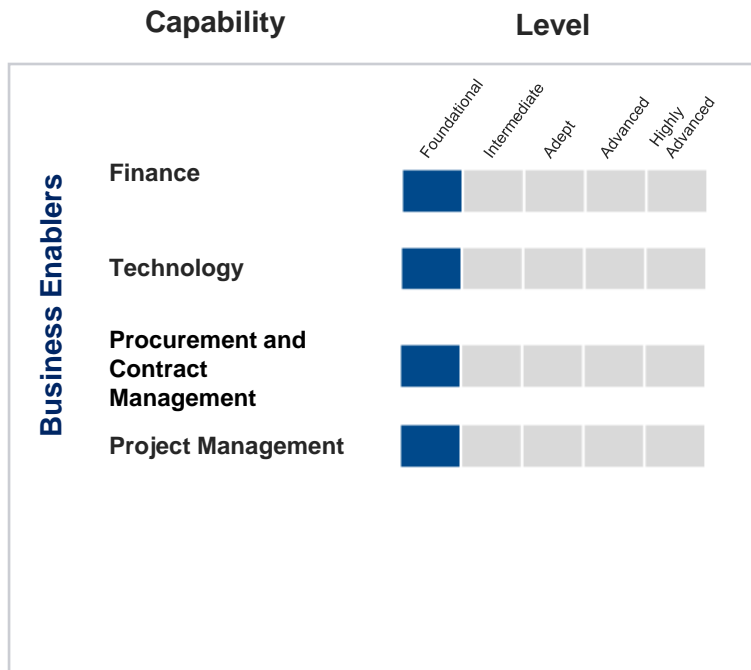 Capability
Level
Foundational
Intermediate
Adept
Advanced
Highly
Advanced
Business Enablers
Finance
Technology
Procurement and
Contract
Management
Project Management